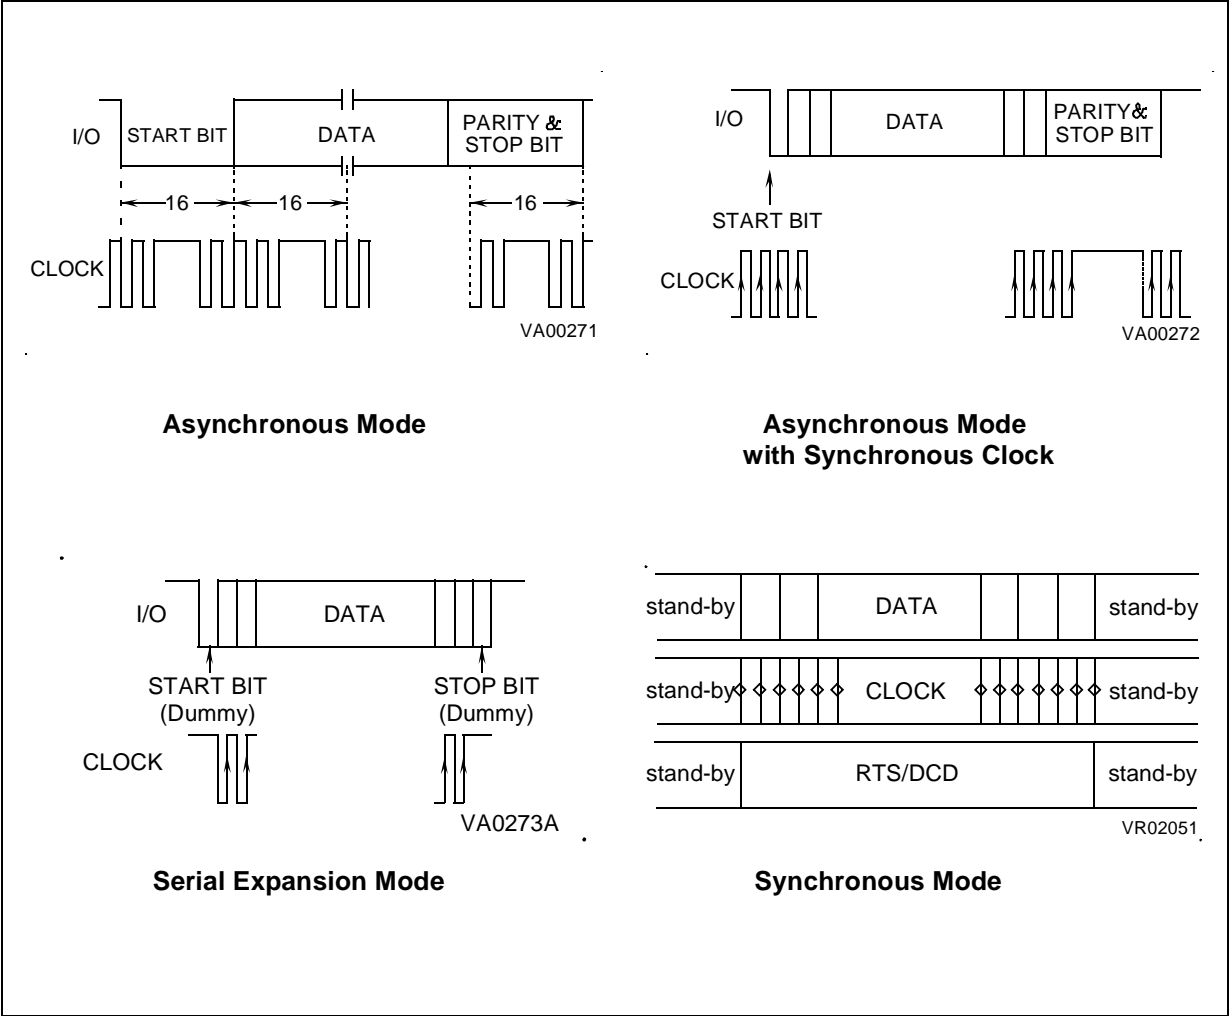 I/O START BIT DATA PARITY &
STOP BIT
16 16 16
CLOCK
VA00271
Asynchronous Mode
I/O DATA PARITY&
STOP BIT
START BIT
CLOCK
VA00272
Asynchronous Mode
with Synchronous Clock
I/O DATA
START BIT STOP BIT
(Dummy) (Dummy)
CLOCK
VA0273A
Serial Expansion Mode
stand-by DATA stand-by
stand-by CLOCK stand-by
stand-by RTS/DCD stand-by
VR02051
Synchronous Mode